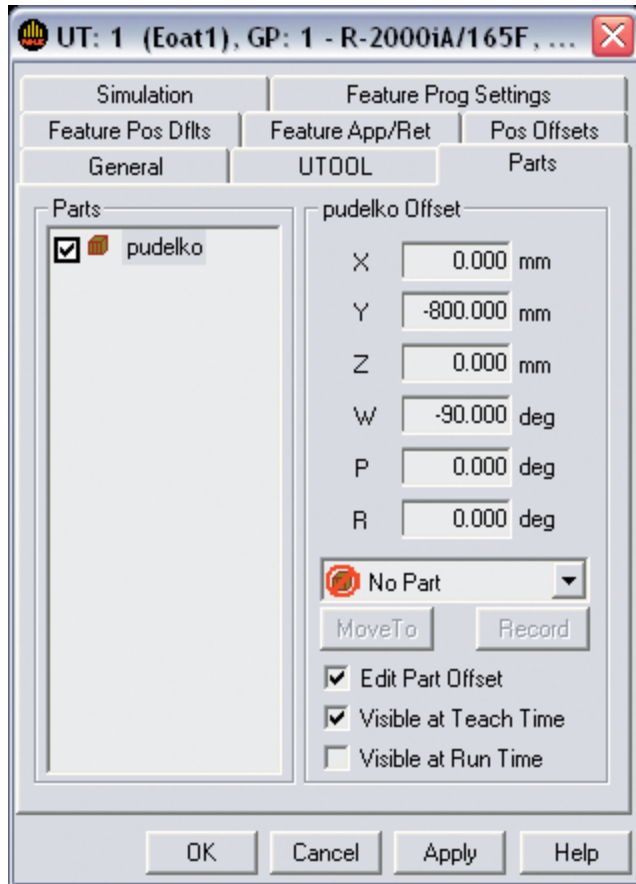 UT: 1 (Eoat1), GP: 1 - R-2000iA/165F, ...
Simulation
Feature Prog Settings
Feature Pos Dflts
Feature App/Ret
Pos Offsets
General
UTOOL
Parts
Parts
pudelko
pudelko Offset
X 0.000 mm
Y -800.000 mm
Z 0.000 mm
W -90.000 deg
P 0.000 deg
R 0.000 deg
No Part
MoveTo
Record
Edit Part Offset
Visible at Teach Time
Visible at Run Time
OK
Cancel
Apply
Help